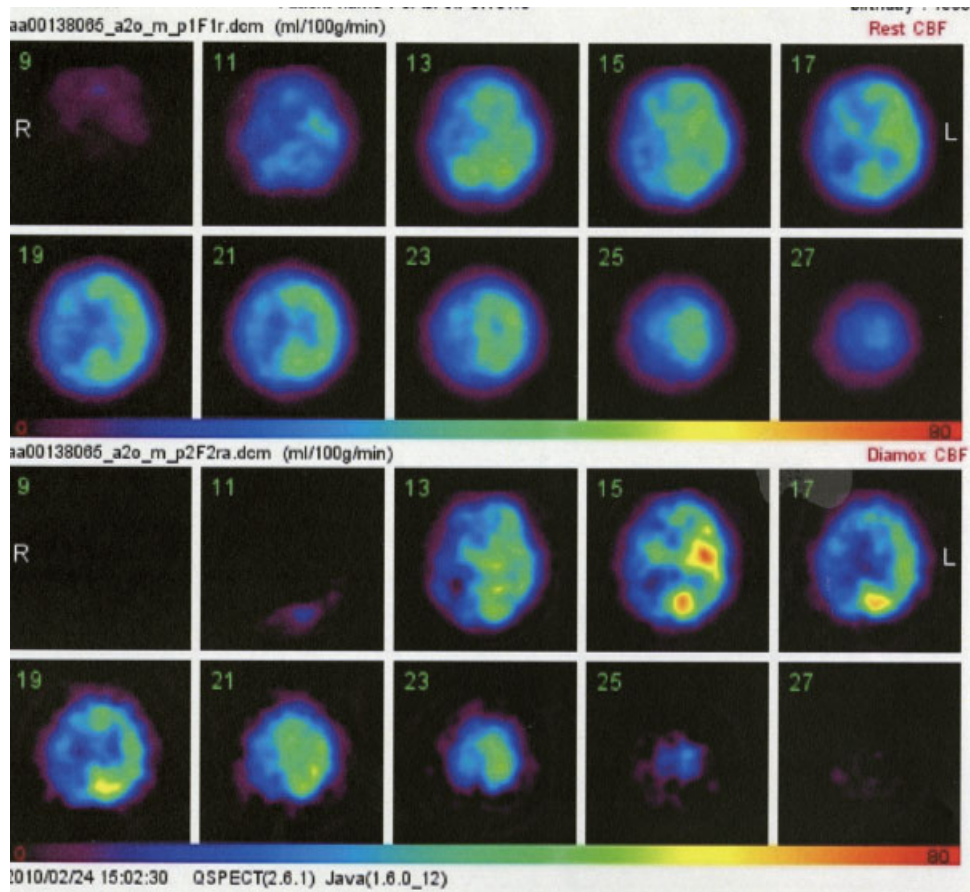 aa00138065_a2o_m_p1F1r.dcm (ml/100g/min) Rest CBF
9 11 13 15 17
R L
19 21 23 25 27
0 80
aa00138065_a2o_m_p2F2ra.dcm (ml/100g/min) Diamox CBF
9 11 13 15 17
R L
19 21 23 25 27
0 80
2010/02/24 15:02:30 QSPECT(2.6.1) Java(1.6.0_12)